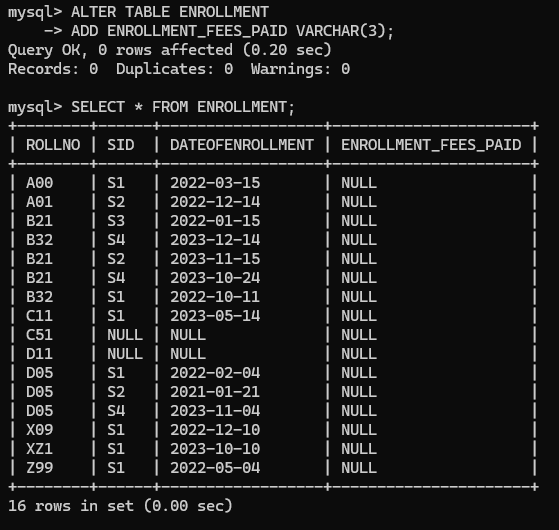 mysql> ALTER TABLE ENROLLMENT
    -> ADD ENROLLMENT_FEES_PAID VARCHAR(3);
Query OK, 0 rows affected (0.20 sec)
Records: 0  Duplicates: 0  Warnings: 0

mysql> SELECT * FROM ENROLLMENT;
+--------+------+------------------+----------------------+
| ROLLNO | SID  | DATEOFENROLLMENT | ENROLLMENT_FEES_PAID |
+--------+------+------------------+----------------------+
| A00    | S1   | 2022-03-15       | NULL                 |
| A01    | S2   | 2022-12-14       | NULL                 |
| B21    | S3   | 2022-01-15       | NULL                 |
| B32    | S4   | 2023-12-14       | NULL                 |
| B21    | S2   | 2023-11-15       | NULL                 |
| B21    | S4   | 2023-10-24       | NULL                 |
| B32    | S1   | 2022-10-11       | NULL                 |
| C11    | S1   | 2023-05-14       | NULL                 |
| C51    | NULL | NULL             | NULL                 |
| D11    | NULL | NULL             | NULL                 |
| D05    | S1   | 2022-02-04       | NULL                 |
| D05    | S2   | 2021-01-21       | NULL                 |
| D05    | S4   | 2023-11-04       | NULL                 |
| X09    | S1   | 2022-12-10       | NULL                 |
| XZ1    | S1   | 2023-10-10       | NULL                 |
| Z99    | S1   | 2022-05-04       | NULL                 |
+--------+------+------------------+----------------------+
16 rows in set (0.00 sec)